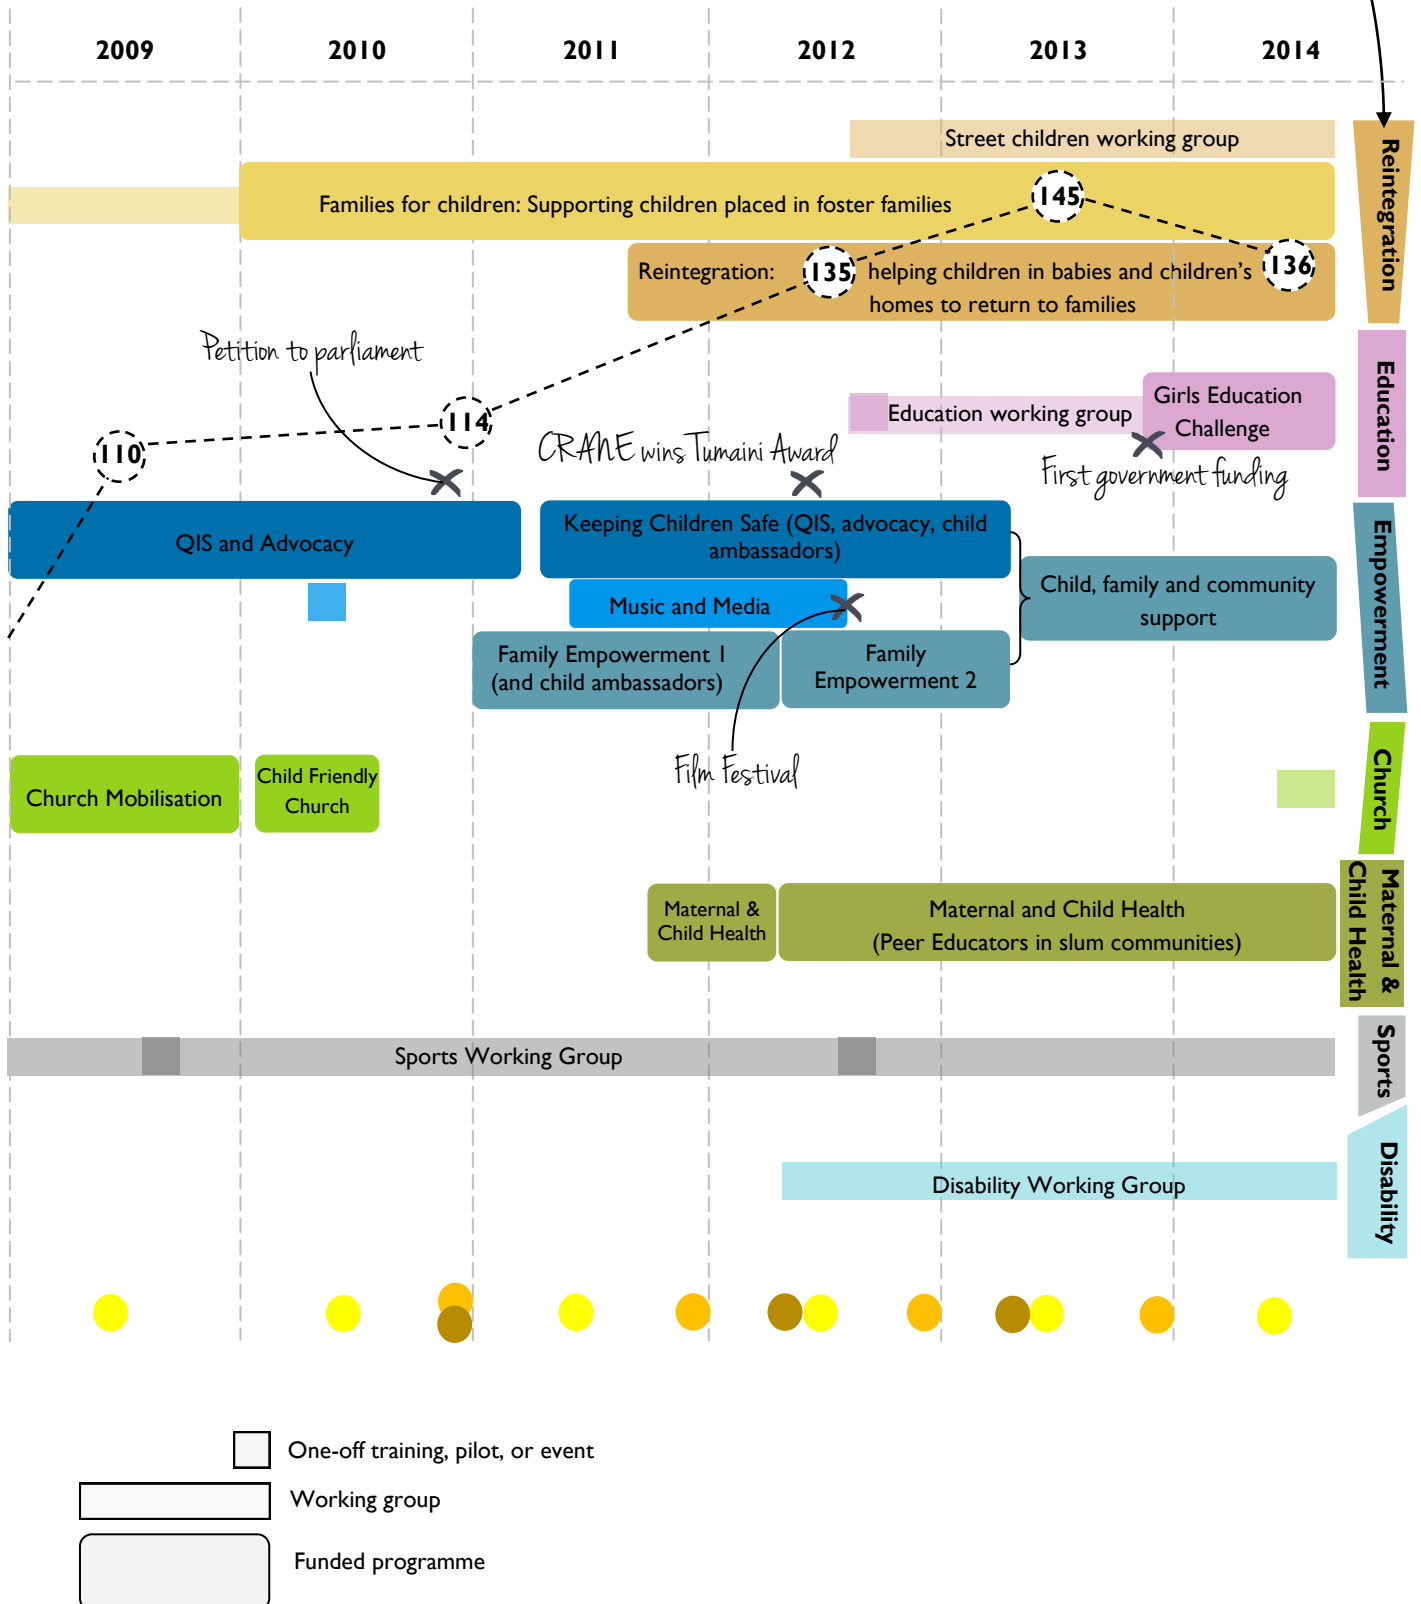 2009
2010
2011
2012
2013
2014
Street children working group
Families for children: Supporting children placed in foster families
145
Reintegration:
135
helping children in babies and children's
homes to return to families
136
Reintegration
Petition to parliament
110
114
CRANE wins Tumaini Award
Education working group
Girls Education
Challenge
First government funding
Education
QIS and Advocacy
Keeping Children Safe (QIS, advocacy, child
ambassadors)
Music and Media
Child, family and community
support
Family Empowerment 1
(and child ambassadors)
Family
Empowerment 2
Film Festival
Empowerment
Church Mobilisation
Child Friendly
Church
Church
Maternal &
Child Health
Maternal and Child Health
(Peer Educators in slum communities)
Maternal &
Child Health
Sports Working Group
Sports
Disability Working Group
Disability
One-off training, pilot, or event
Working group
Funded programme